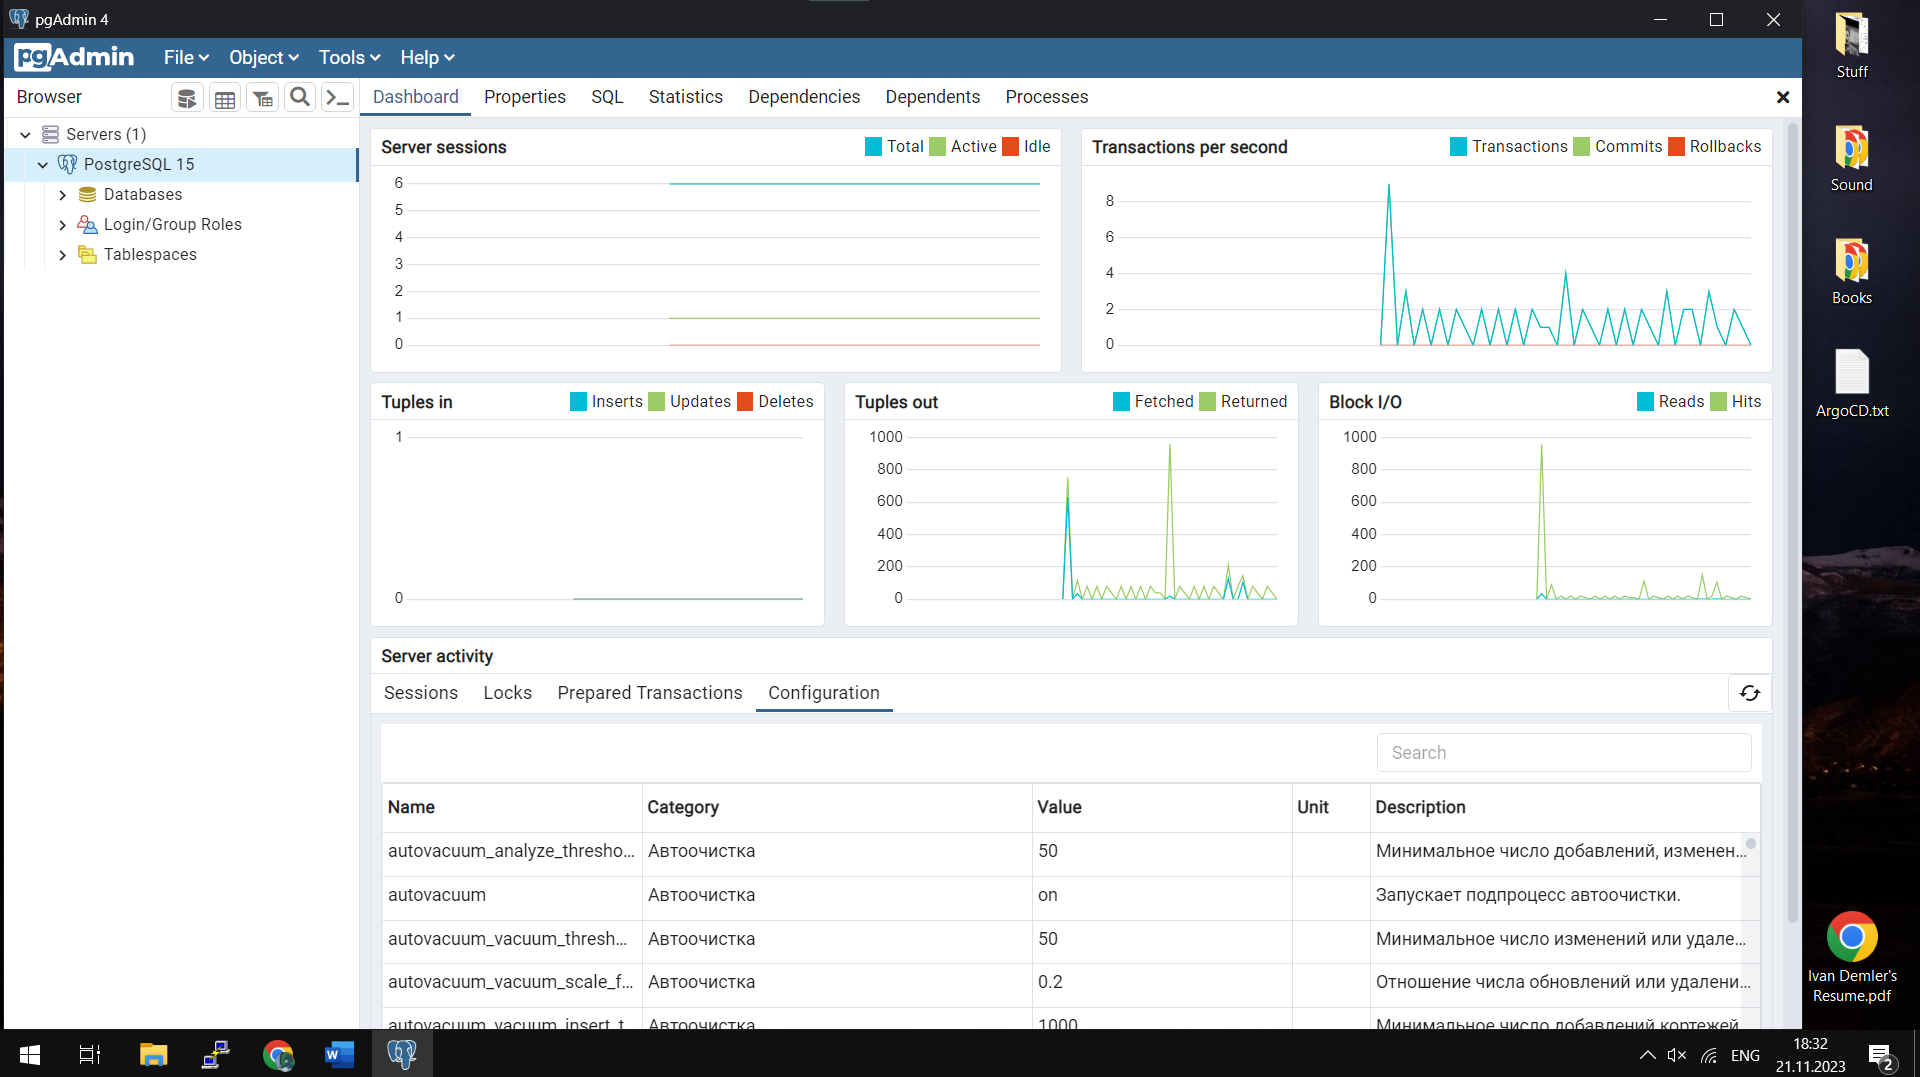 pgAdmin 4
pgAdmin File Object Tools Help
Browser
Dashboard Properties SQL Statistics Dependencies Dependents Processes
Servers (1)
PostgreSQL 15
Databases
Login/Group Roles
Tablespaces
Server sessions Total Active Idle
6
5
4
3
2
1
0
Transactions per second Transactions Commits Rollbacks
8
6
4
2
0
Tuples in Inserts Updates Deletes
1
0
Tuples out Fetched Returned
1000
800
600
400
200
0
Block I/O Reads Hits
1000
800
600
400
200
0
Server activity
Sessions Locks Prepared Transactions Configuration
Search
Name Category Value Unit Description
autovacuum_analyze_thresho... Автоочистка 50 Минимальное число добавлений, изменен...
autovacuum Автоочистка on Запускает подпроцесс автоочистки.
autovacuum_vacuum_thresh... Автоочистка 50 Минимальное число изменений или удале...
autovacuum_vacuum_scale_f... Автоочистка 0.2 Отношение числа обновлений или удалени...
autovacuum_vacuum_insert_t... Автоочистка 1000 Минимальное число добавлений кортежей
Stuff
Sound
Books
ArgoCD.txt
Ivan Demler's
Resume.pdf
W
ENG
18:32
21.11.2023
2